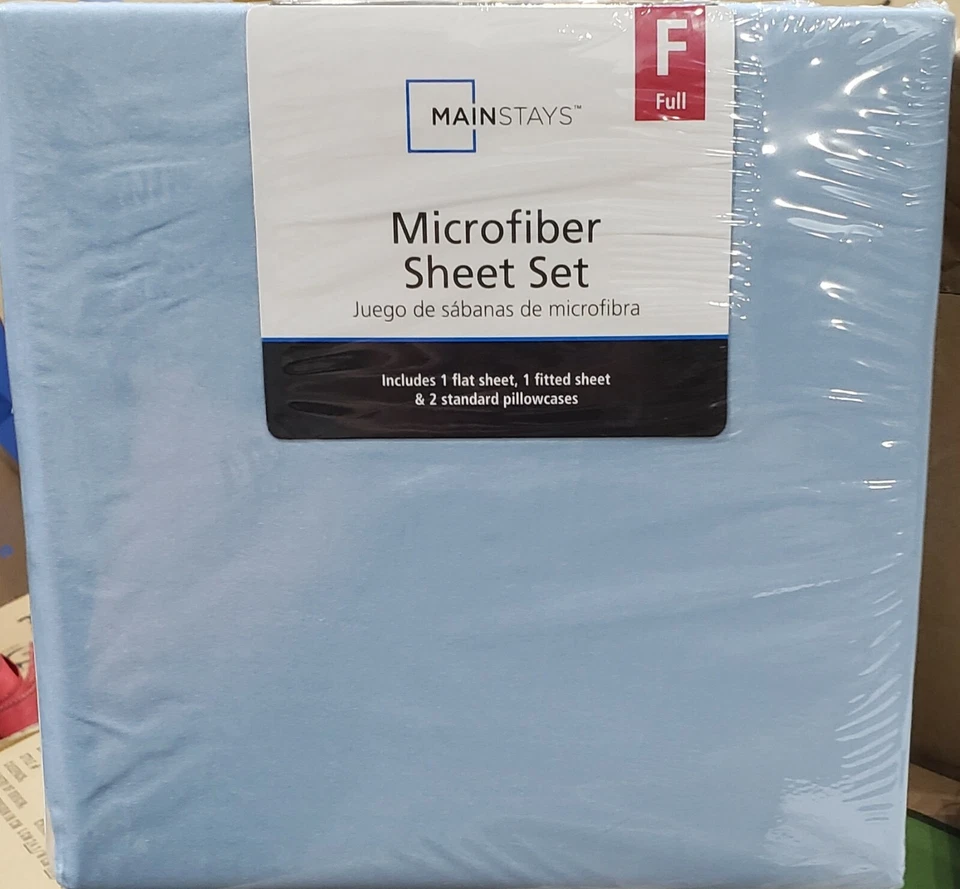 F
Full
MAINSTAYS™
Microfiber
Sheet Set
Juego de sábanas de microfibra
Includes 1 flat sheet, 1 fitted sheet
& 2 standard pillowcases